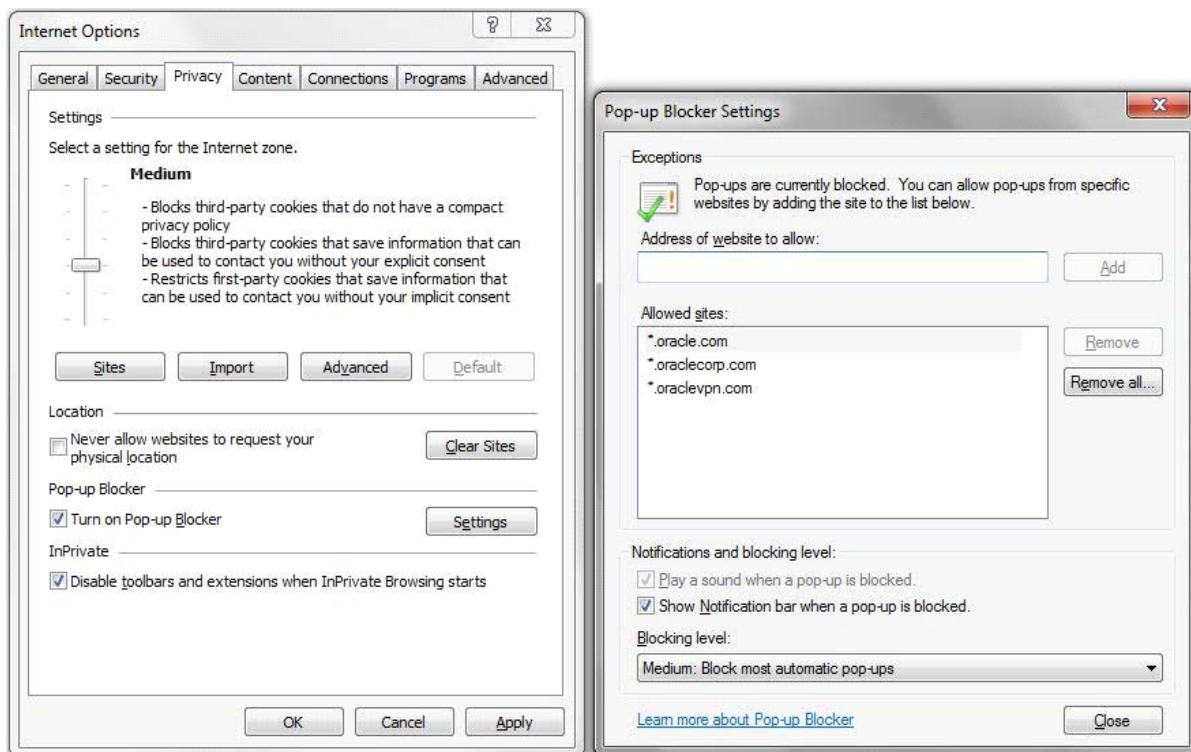 Internet Options
General Security Privacy Content Connections Programs Advanced
Settings
Select a setting for the Internet zone.
Medium
- Blocks third-party cookies that do not have a compact
privacy policy
- Blocks third-party cookies that save information that can
be used to contact you without your explicit consent
- Restricts first-party cookies that save information that
can be used to contact you without your implicit consent
Sites Import Advanced Default
Location
Never allow websites to request your
physical location
Clear Sites
Pop-up Blocker
Turn on Pop-up Blocker
Settings
InPrivate
Disable toolbars and extensions when InPrivate Browsing starts
OK Cancel Apply
Pop-up Blocker Settings
Exceptions
Pop-ups are currently blocked. You can allow pop-ups from specific
websites by adding the site to the list below.
Address of website to allow:
Add
Allowed sites:
*.oracle.com
*.oraclecorp.com
*.oraclevpn.com
Remove
Remove all...
Notifications and blocking level:
Play a sound when a pop-up is blocked.
Show Notification bar when a pop-up is blocked.
Blocking level:
Medium: Block most automatic pop-ups
Learn more about Pop-up Blocker
Close